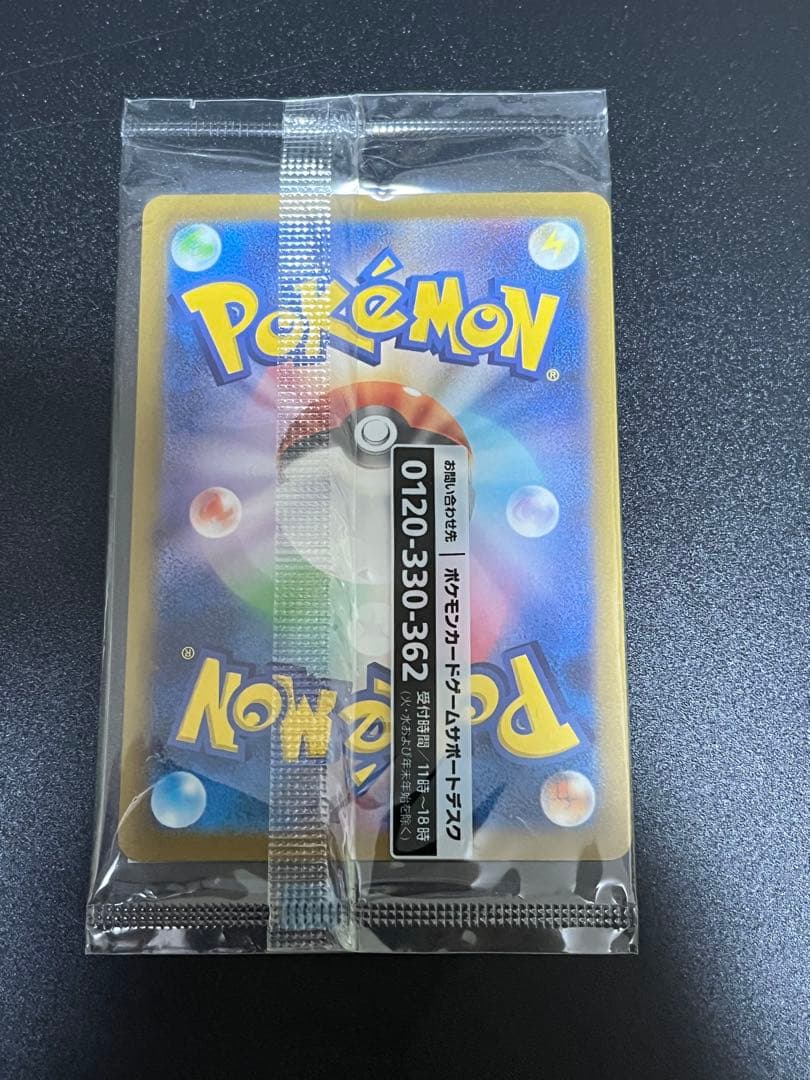 POKéMON
®
お問い合わせ先 | ポケモンカードゲームサポートデスク
0120-330-362 受付時間／11時～18時
（火・水および年末年始を除く）
POKéMON
®